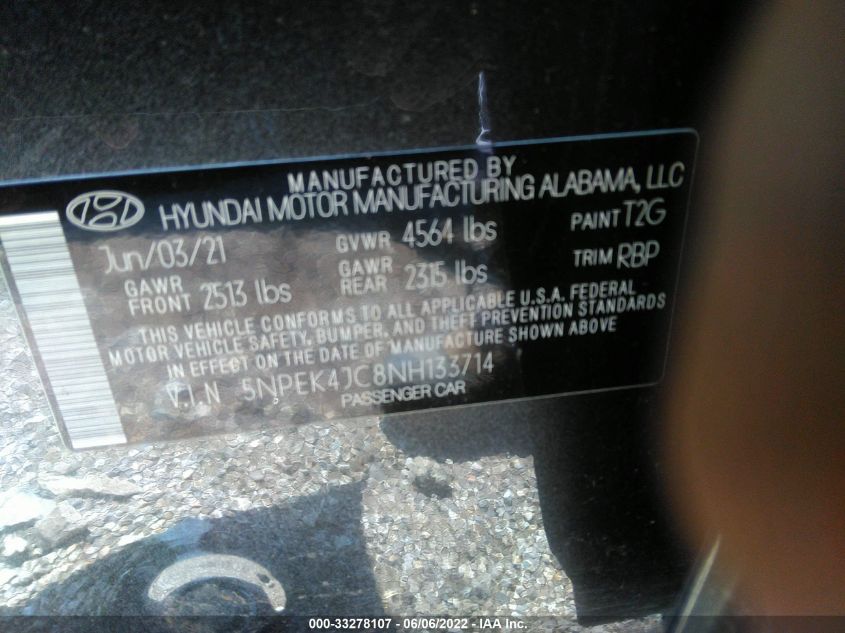 MANUFACTURED BY
HYUNDAI MOTOR MANUFACTURING ALABAMA, LLC
Jun/03/21 GVWR 4564 lbs PAINT T2G
GAWR FRONT 2513 lbs GAWR REAR 2315 lbs TRIM RBP
THIS VEHICLE CONFORMS TO ALL APPLICABLE U.S.A. FEDERAL
MOTOR VEHICLE SAFETY, BUMPER, AND THEFT PREVENTION STANDARDS
IN EFFECT ON THE DATE OF MANUFACTURE SHOWN ABOVE
V.I.N 5NPEK4JC8NH133714
PASSENGER CAR
000-33278107 - 06/06/2022 - IAA Inc.